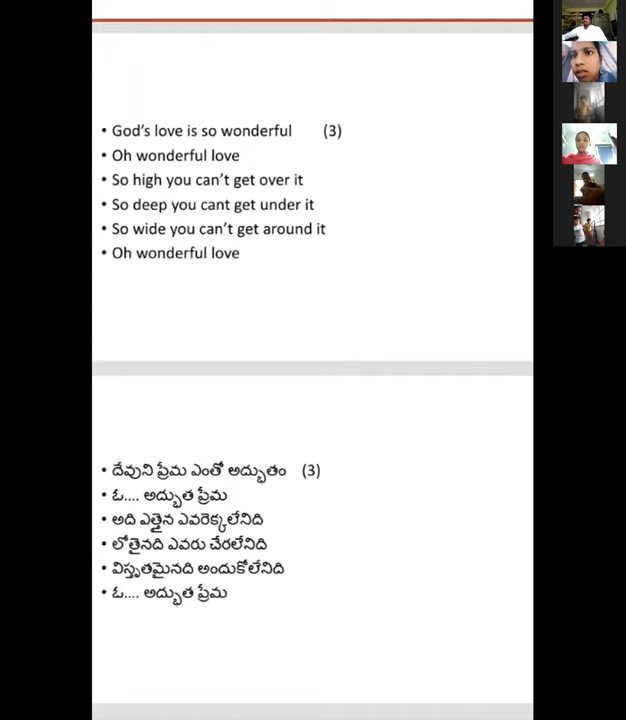 • God's love is so wonderful (3)
• Oh wonderful love
• So high you can't get over it
• So deep you cant get under it
• So wide you can't get around it
• Oh wonderful love
• దేవుని ప్రేమ ఎంతో అద్భుతం (3)
• ఓ.... అద్భుత ప్రేమ
• అది ఎత్తైన ఎవరెక్కలేనిది
• లోతైనది ఎవరు చేరలేనిది
• విస్తృతమైనది అందుకోలేనిది
• ఓ.... అద్భుత ప్రేమ